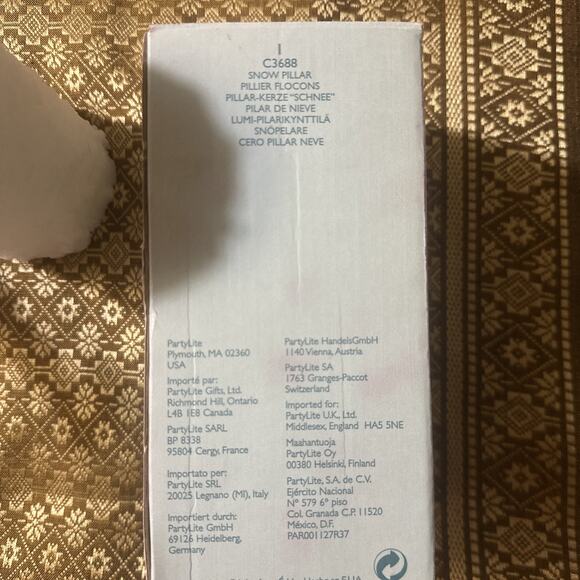 1
C3688
SNOW PILLAR
PILLIER FLOCONS
PILLAR-KERZE "SCHNEE"
PILAR DE NIEVE
LUMI-PILARIKYNTTILÄ
SNÖPELARE
CERO PILLAR NEVE
PartyLite
Plymouth, MA 02360
USA
Importé par:
PartyLite Gifts, Ltd.
Richmond Hill, Ontario
L4B 1E8 Canada
PartyLite SARL
BP 8338
95804 Cergy, France
Importato per:
PartyLite SRL
20025 Legnano (MI), Italy
Importiert durch:
PartyLite GmbH
69126 Heidelberg,
Germany
PartyLite HandelsGmbH
1140 Vienna, Austria
PartyLite SA
1763 Granges-Paccot
Switzerland
Imported for:
PartyLite U.K., Ltd.
Middlesex, England HA5 5NE
Maahantuoja
PartyLite Oy
00380 Helsinki, Finland
PartyLite, S.A. de C.V.
Ejército Nacional
Nº 579 6º piso
Col. Granada C.P. 11520
México, D.F.
PAR001127R37